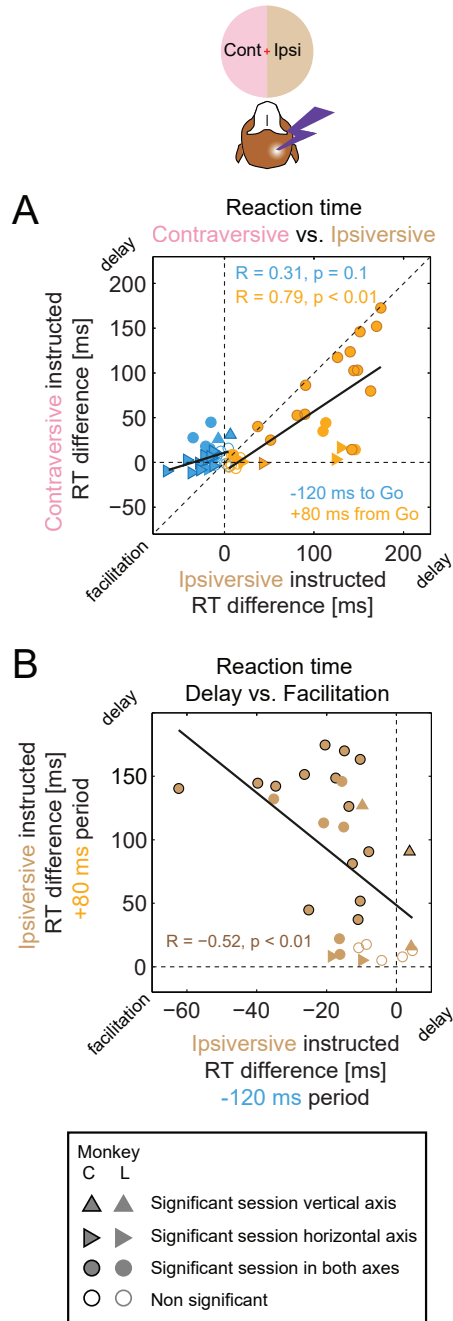 Cont + Ipsi
A
Reaction time
Contraversive vs. Ipsiversive
delay
R = 0.31, p = 0.1
R = 0.79, p < 0.01
200
150
100
50
0
−50
Contraversive instructed
RT difference [ms]
-120 ms to Go
+80 ms from Go
0 100 200
facilitation
delay
Ipsiversive instructed
RT difference [ms]
B
Reaction time
Delay vs. Facilitation
delay
150
100
50
0
Ipsiversive instructed
RT difference [ms]
+80 ms period
R = −0.52, p < 0.01
−60 −40 −20 0
facilitation
delay
Ipsiversive instructed
RT difference [ms]
-120 ms period
Monkey
C L
Significant session vertical axis
Significant session horizontal axis
Significant session in both axes
Non significant